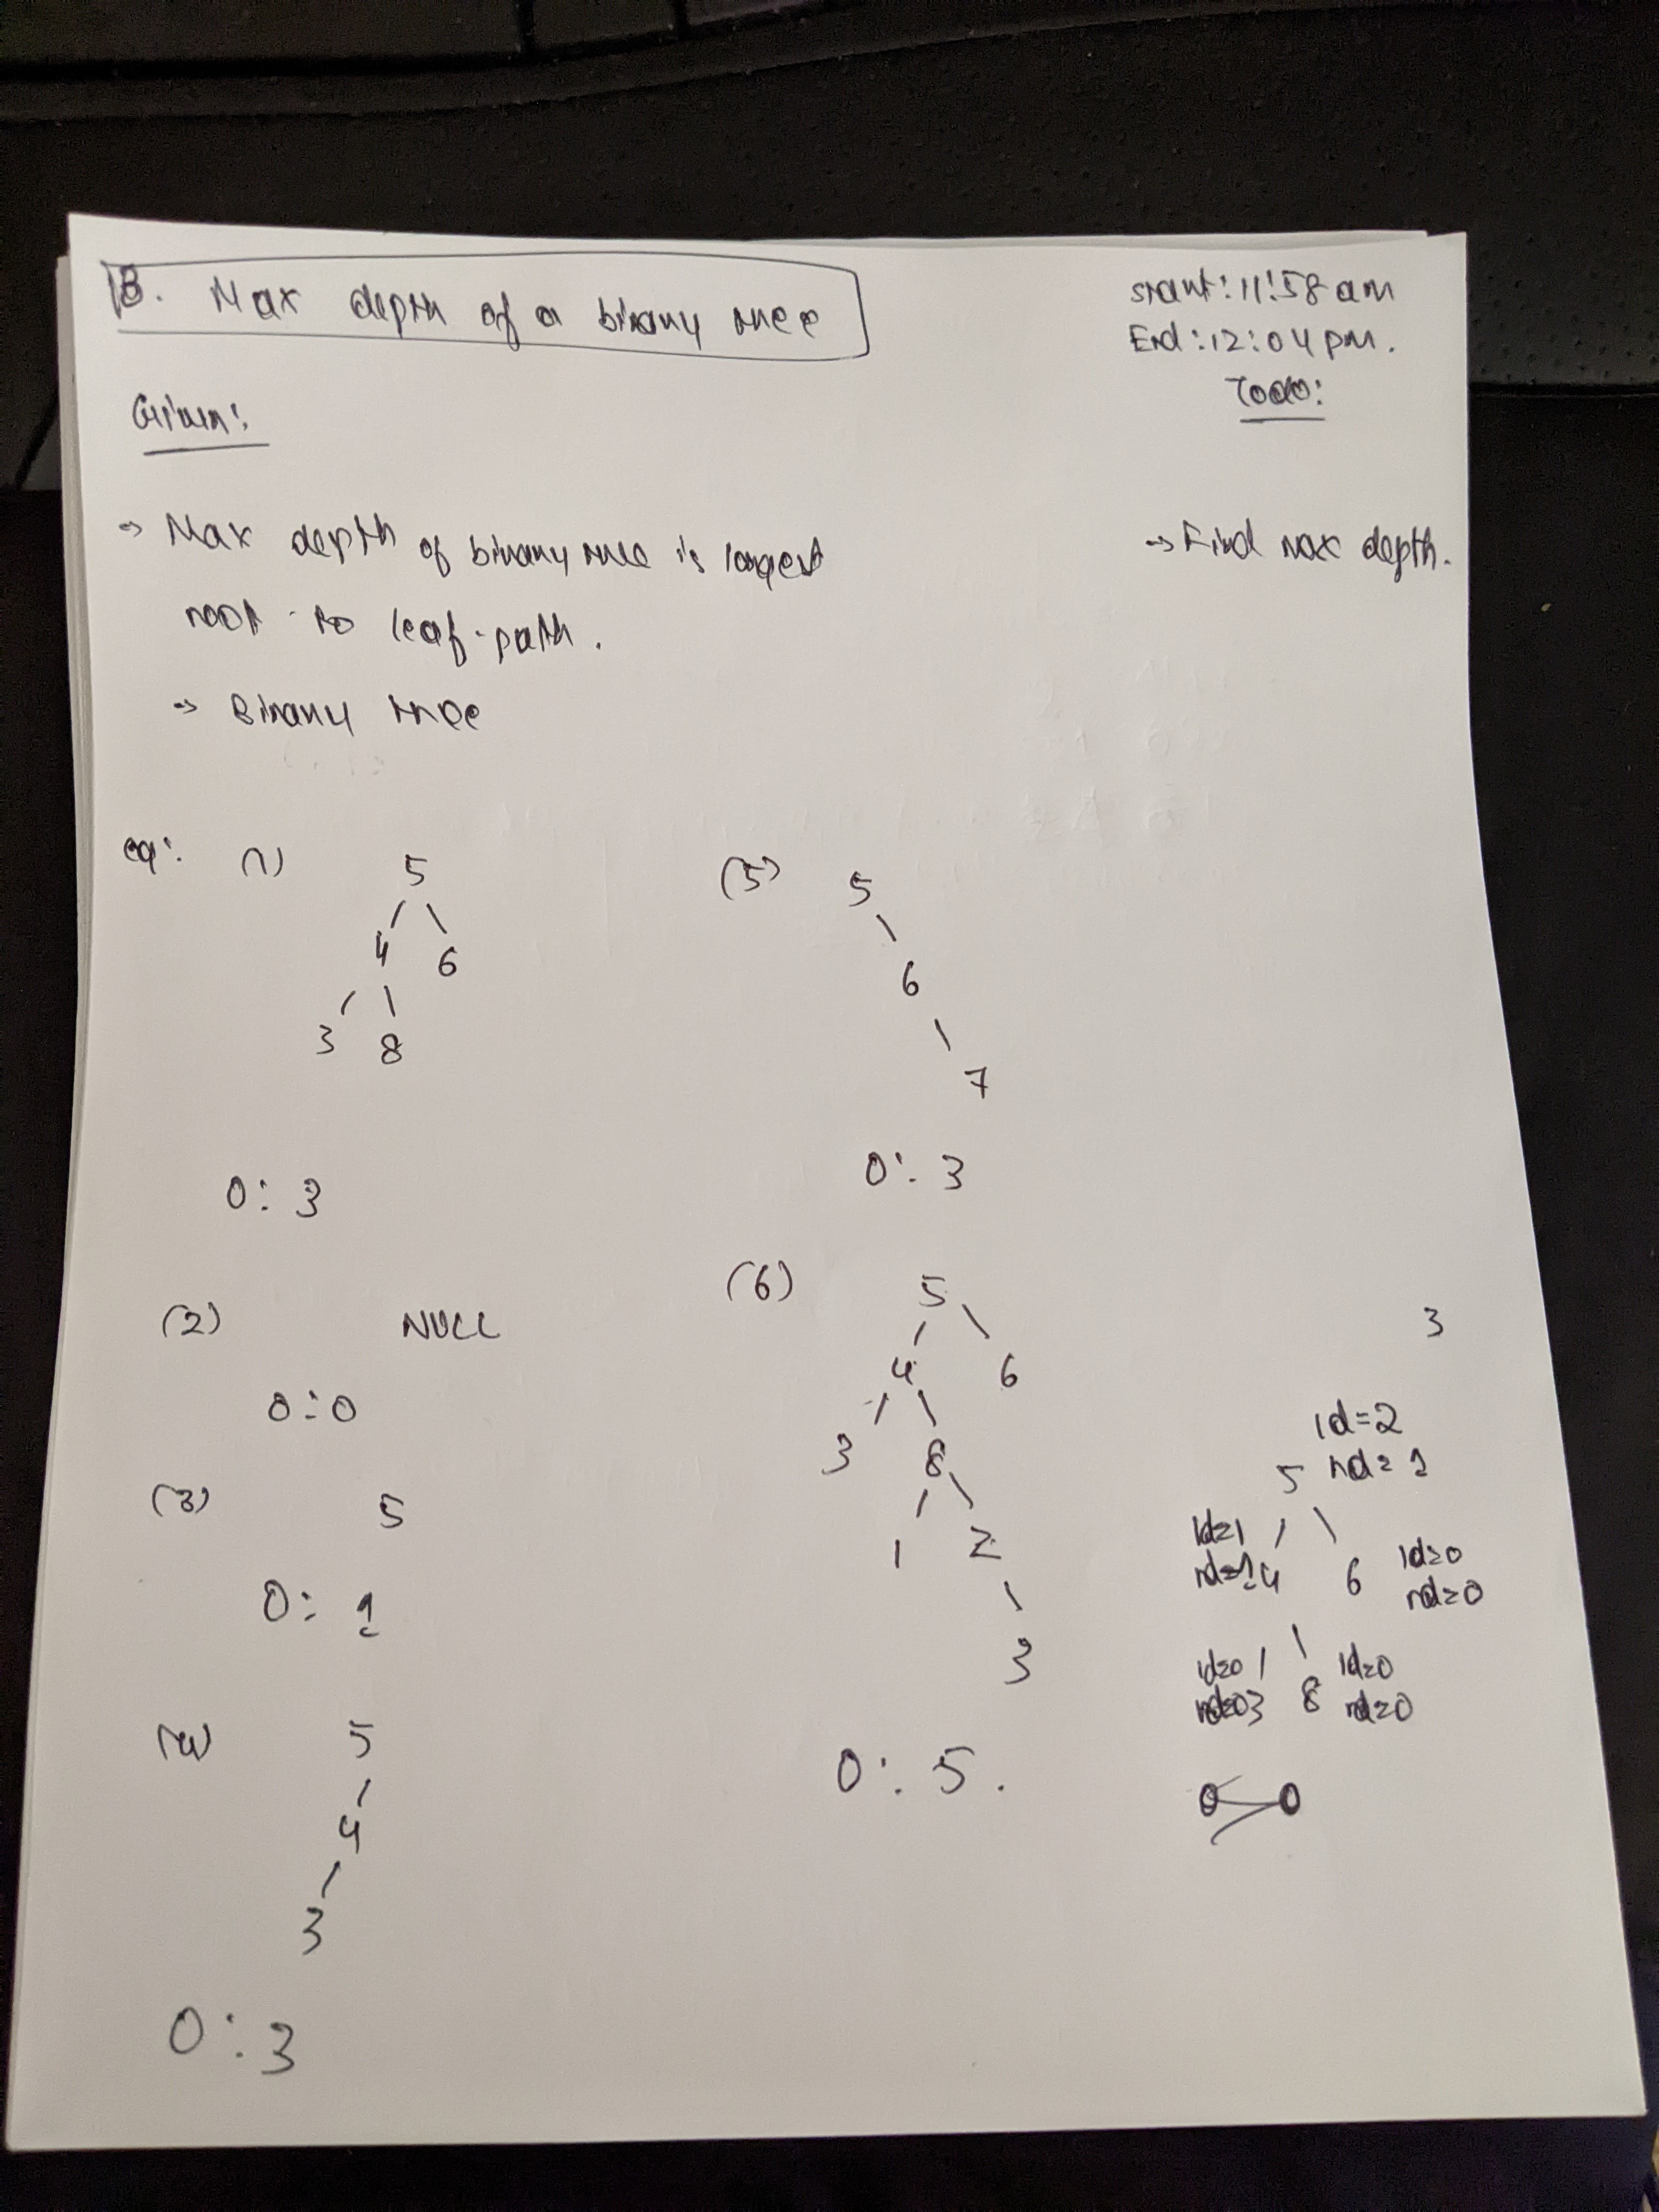 13. Max depth of a binary tree
start: 11:58 am
End: 12:04 pm.
Todo:
Given:
→ Max depth of binary tree is largest
root to leaf path.
→ Find max depth.
→ Binary tree
eg: (1)
5
4 6
3 8
O: 3
(2) NULL
O: 0
(3) 5
O: 1
(4) 5
4
3
O: 3
(5) 5
6
7
O: 3
(6) 5
4 6
3 8
1 2
3
O: 5.
3
ld=2
5 rd=1
ld=1
rd=1 4 6 ld=0
rd=0
ld=0 ld=0
rd=0 3 8 rd=0